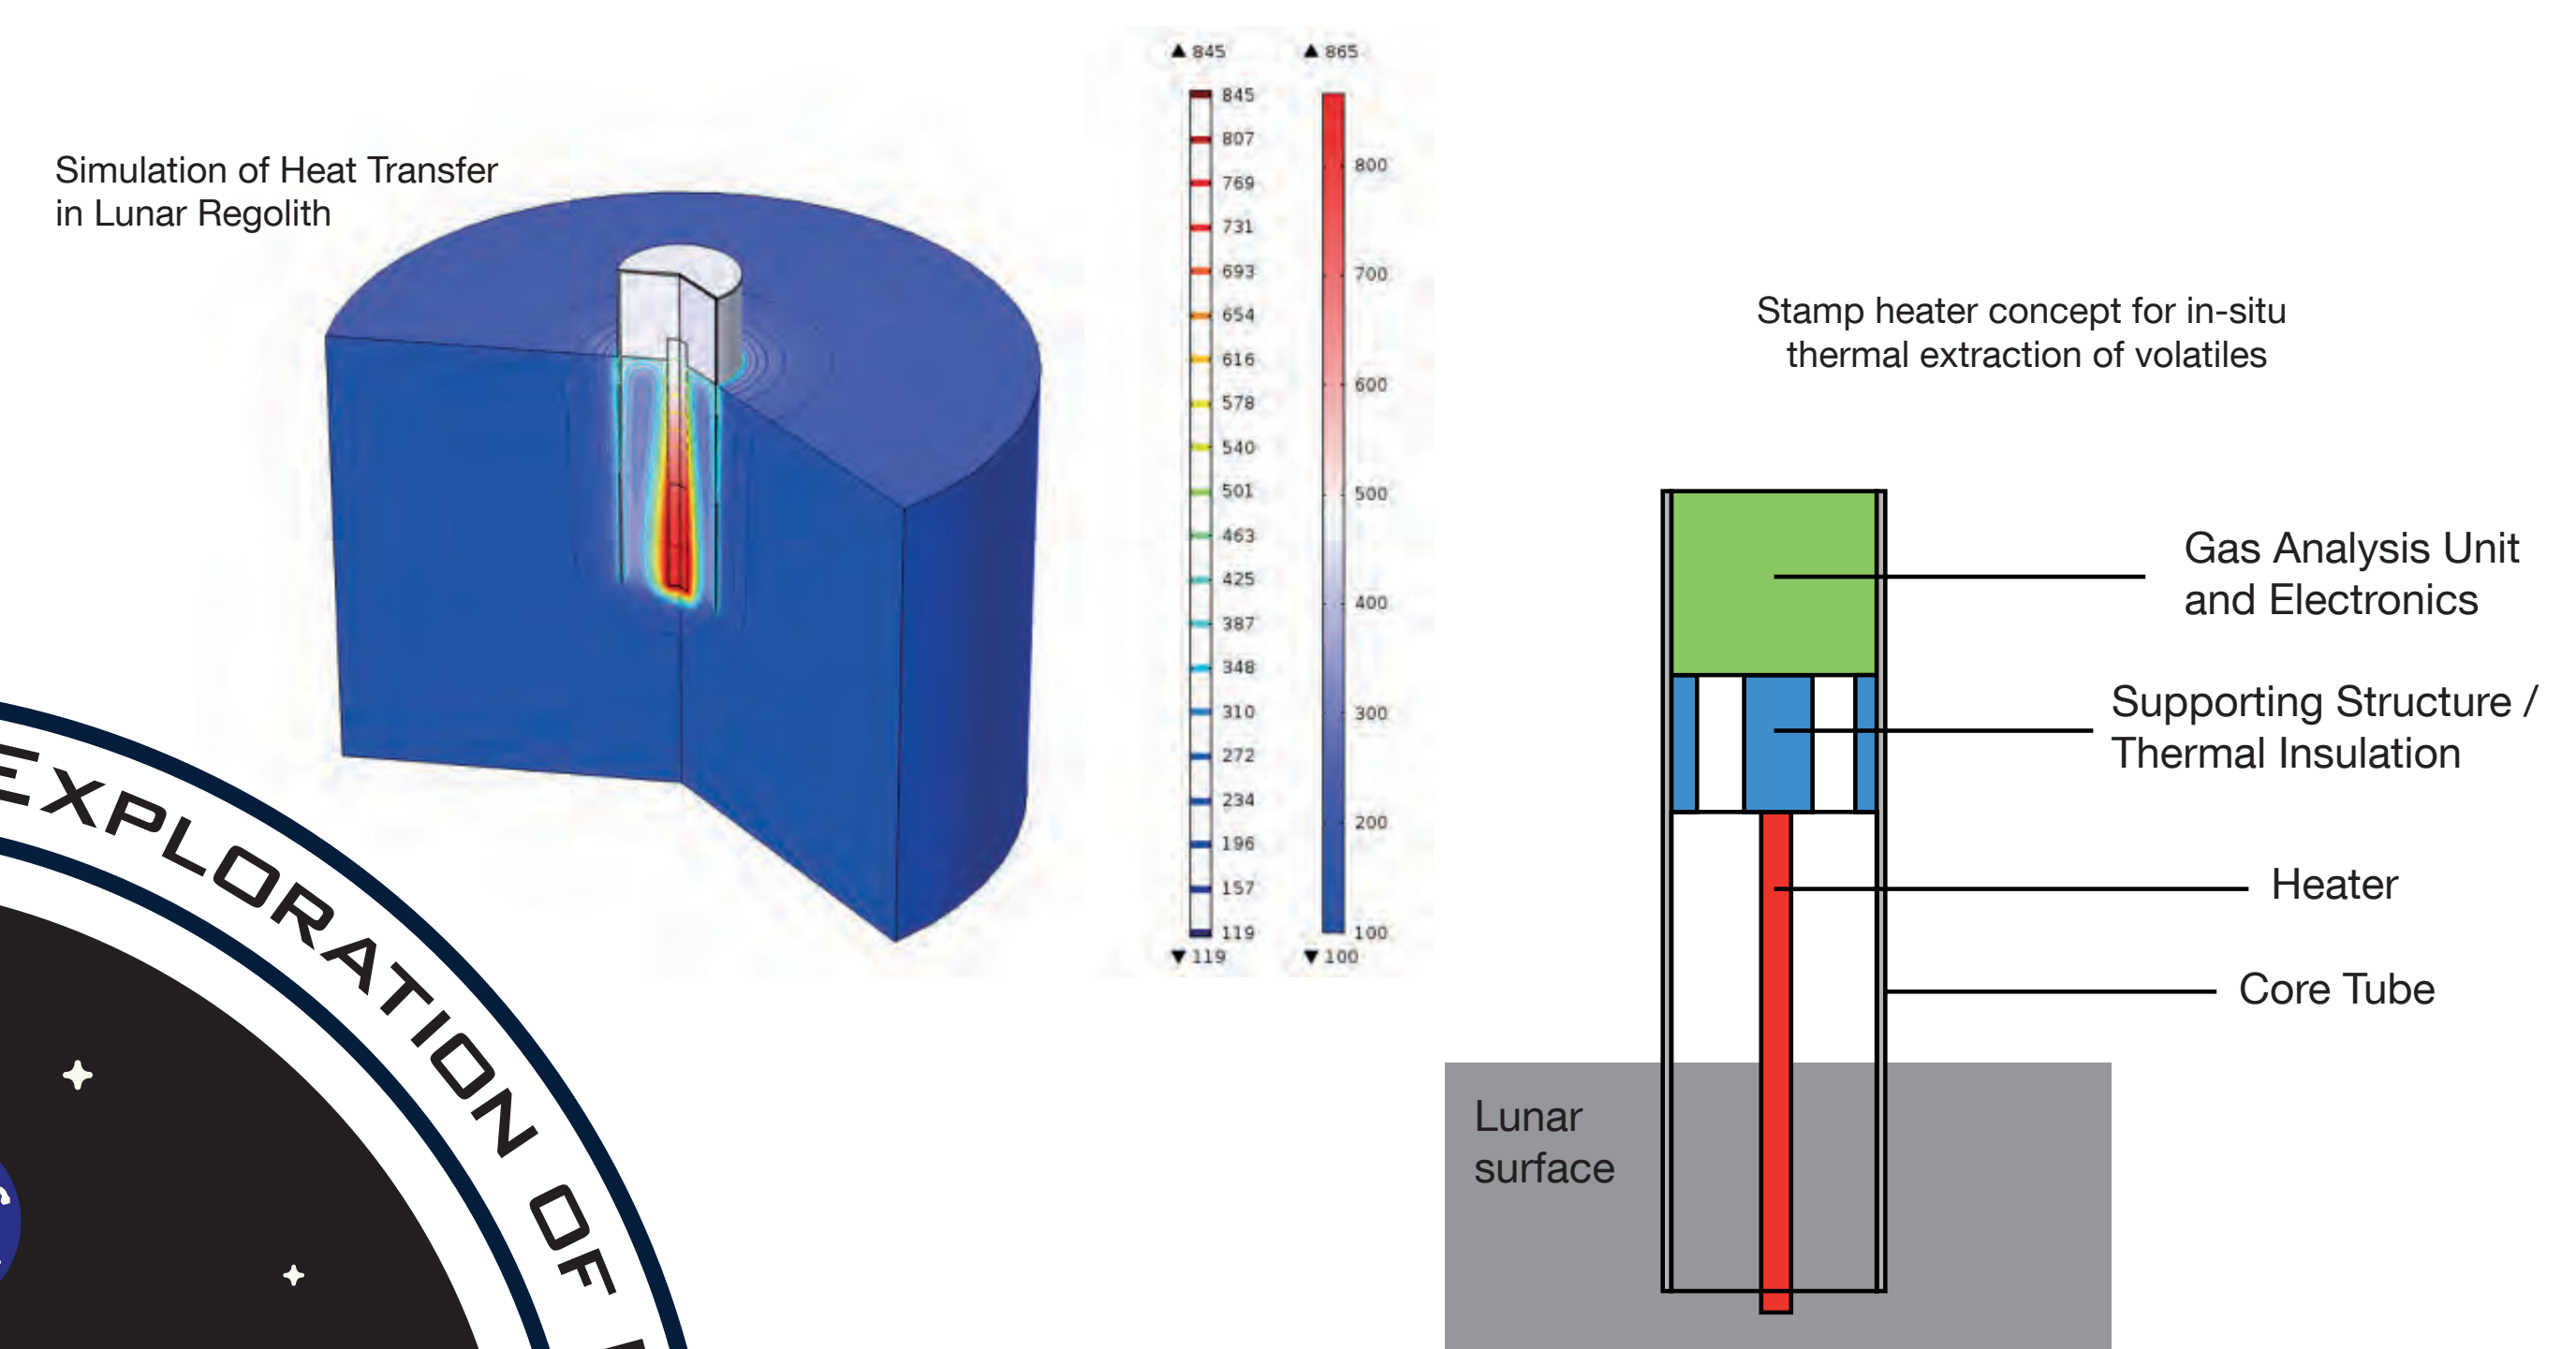 Simulation of Heat Transfer
in Lunar Regolith
▲ 845
845
807
769
731
693
654
616
578
540
501
463
425
387
348
310
272
234
196
157
119
▼ 119
▲ 865
800
700
600
500
400
300
200
100
▼ 100
Stamp heater concept for in-situ
thermal extraction of volatiles
Gas Analysis Unit
and Electronics
Supporting Structure /
Thermal Insulation
Heater
Core Tube
Lunar
surface
EXPLORATION OF